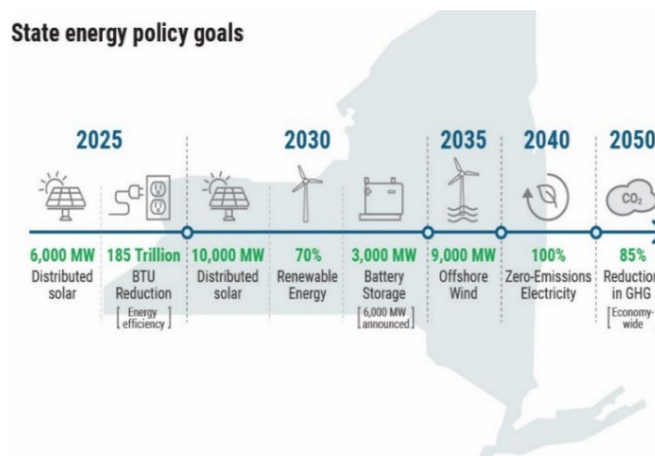 State energy policy goals
2025
2030
2035
2040
2050
6,000 MW
Distributed
solar
185 Trillion
BTU
Reduction
[Energy
efficiency]
10,000 MW
Distributed
solar
70%
Renewable
Energy
3,000 MW
Battery
Storage
[6,000 MW
announced]
9,000 MW
Offshore
Wind
100%
Zero-Emissions
Electricity
CO₂
85%
Reduction
in GHG
[Economy-
wide]